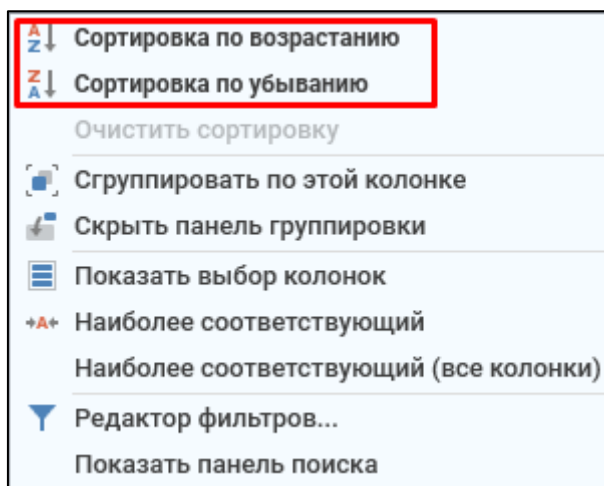 Сортировка по возрастанию
Сортировка по убыванию
Очистить сортировку
Сгруппировать по этой колонке
Скрыть панель группировки
Показать выбор колонок
Наиболее соответствующий
Наиболее соответствующий (все колонки)
Редактор фильтров...
Показать панель поиска